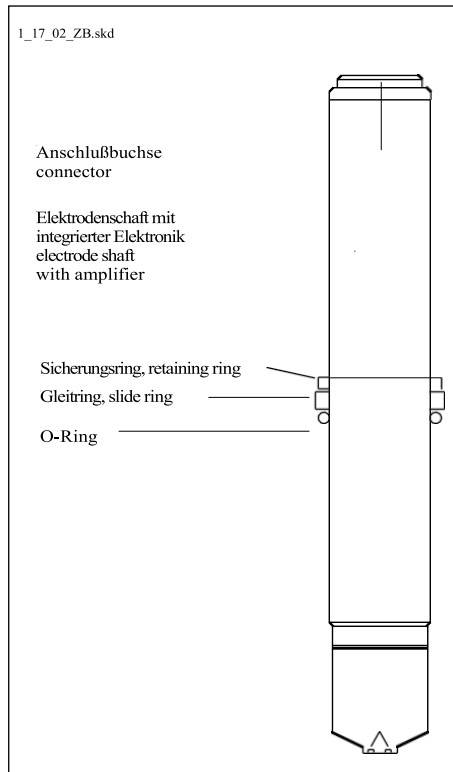 1_17_02_ZB.skd
Anschlußbuchse
connector
Elektrodenschaft mit
integrierter Elektronik
electrode shaft
with amplifier
Sicherungsring, retaining ring
Gleitring, slide ring
O-Ring